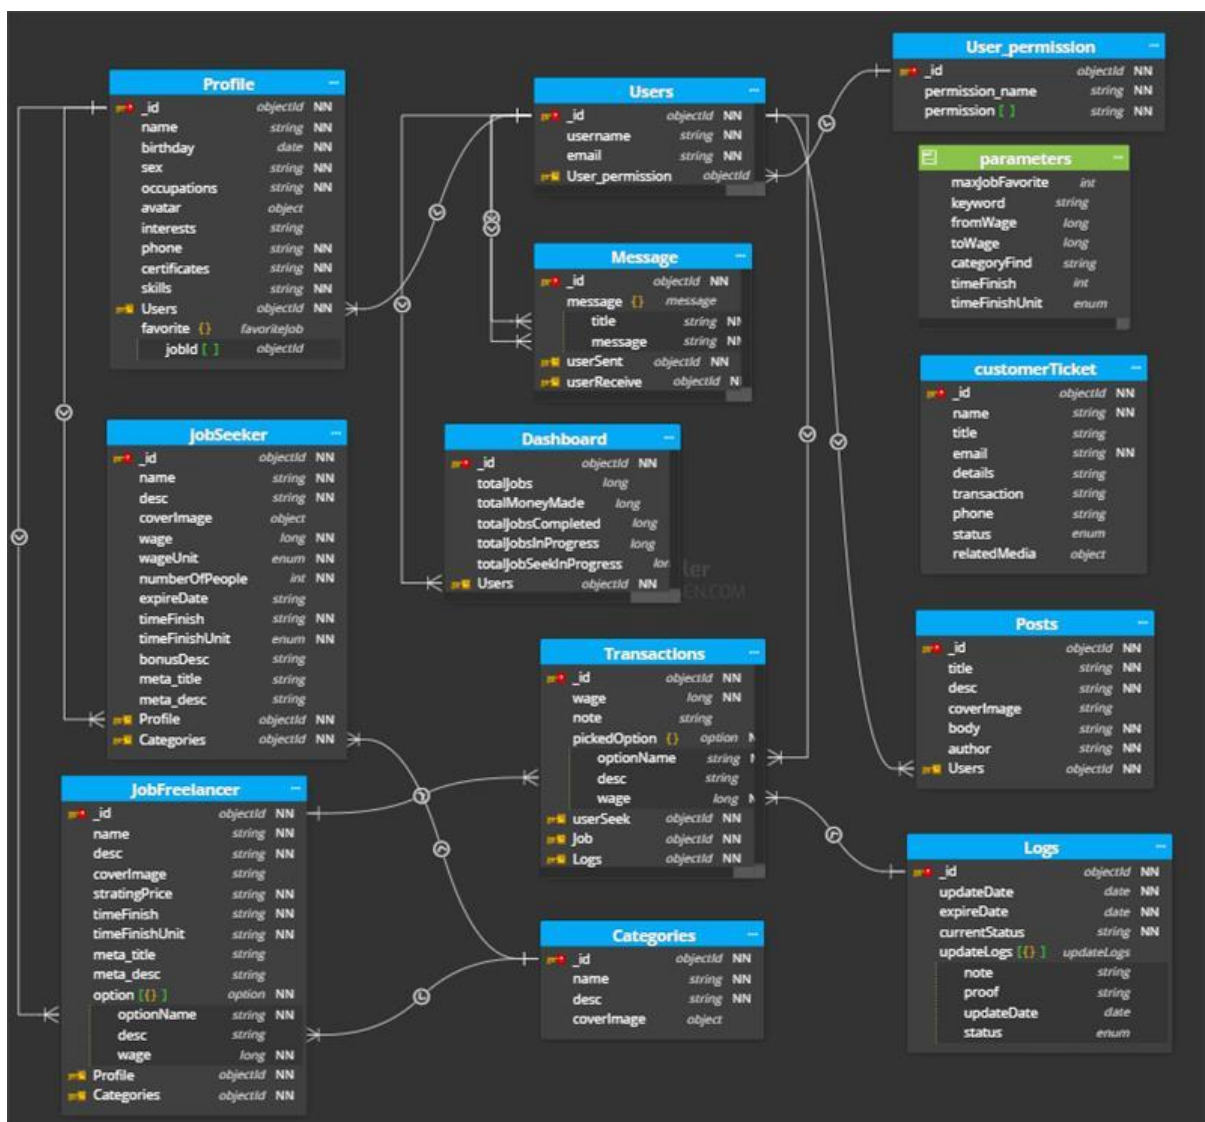 Profile
_id objectId NN
name string NN
birthday date NN
sex string NN
occupations string NN
avatar object
interests string
phone string NN
certificates string NN
skills string NN
Users objectId NN
favorite {} favoriteJob
jobId [ ] objectId
Users
_id objectId NN
username string NN
email string NN
User_permission objectId
User_permission
_id objectId NN
permission_name string NN
permission [ ] string NN
parameters
maxJobFavorite int
keyword string
fromWage long
toWage long
categoryFind string
timeFinish int
timeFinishUnit enum
Message
_id objectId NN
message {} message
title string NN
message string NN
userSent objectId NN
userReceive objectId N
customerTicket
_id objectId NN
name string NN
title string
email string NN
details string
transaction string
phone string
status enum
relatedMedia object
JobSeeker
_id objectId NN
name string NN
desc string NN
coverImage object
wage long NN
wageUnit enum NN
numberOfPeople int NN
expireDate string
timeFinish string NN
timeFinishUnit enum NN
bonusDesc string
meta_title string
meta_desc string
Profile objectId NN
Categories objectId NN
Dashboard
_id objectId NN
totalJobs long
totalMoneyMade long
totalJobsCompleted long
totalJobsInProgress long
totalJobSeekInProgress lon
Users objectId NN
ler
EN.COM
Posts
_id objectId NN
title string NN
desc string NN
coverImage string
body string NN
author string NN
Users objectId NN
Transactions
_id objectId NN
wage long NN
note string
pickedOption {} option N
optionName string N
desc string
wage long N
userSeek objectId NN
Job objectId NN
Logs objectId NN
JobFreelancer
_id objectId NN
name string NN
desc string NN
coverImage string
stratingPrice string NN
timeFinish string NN
timeFinishUnit string NN
meta_title string
meta_desc string
option [{} ] option NN
optionName string NN
desc string
wage long NN
Profile objectId NN
Categories objectId NN
Categories
_id objectId NN
name string NN
desc string NN
coverImage object
Logs
_id objectId NN
updateDate date NN
expireDate date NN
currentStatus string NN
updateLogs [{} ] updateLogs
note string
proof string
updateDate date
status enum